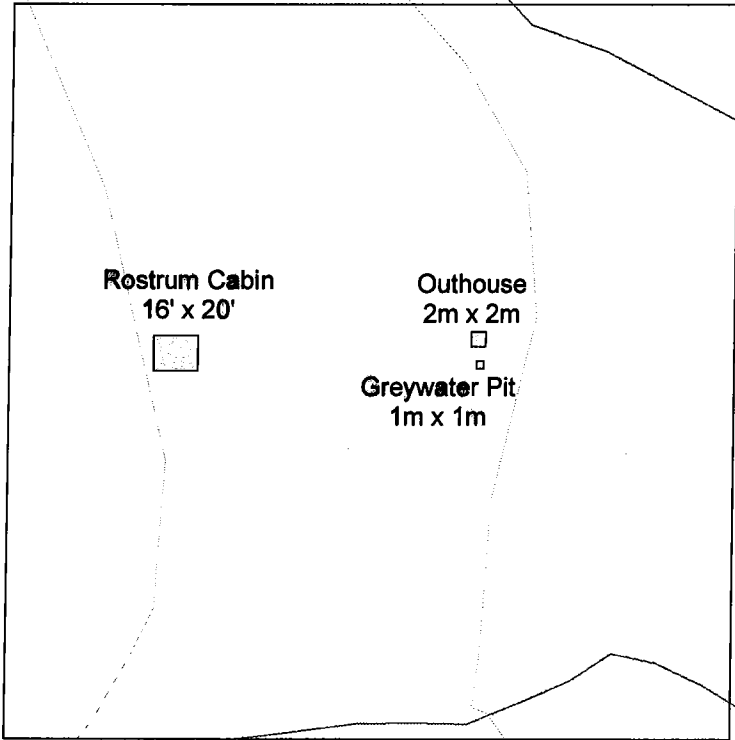 Rostrum Cabin
16' x 20'
Outhouse
2m x 2m
Greywater Pit
1m x 1m